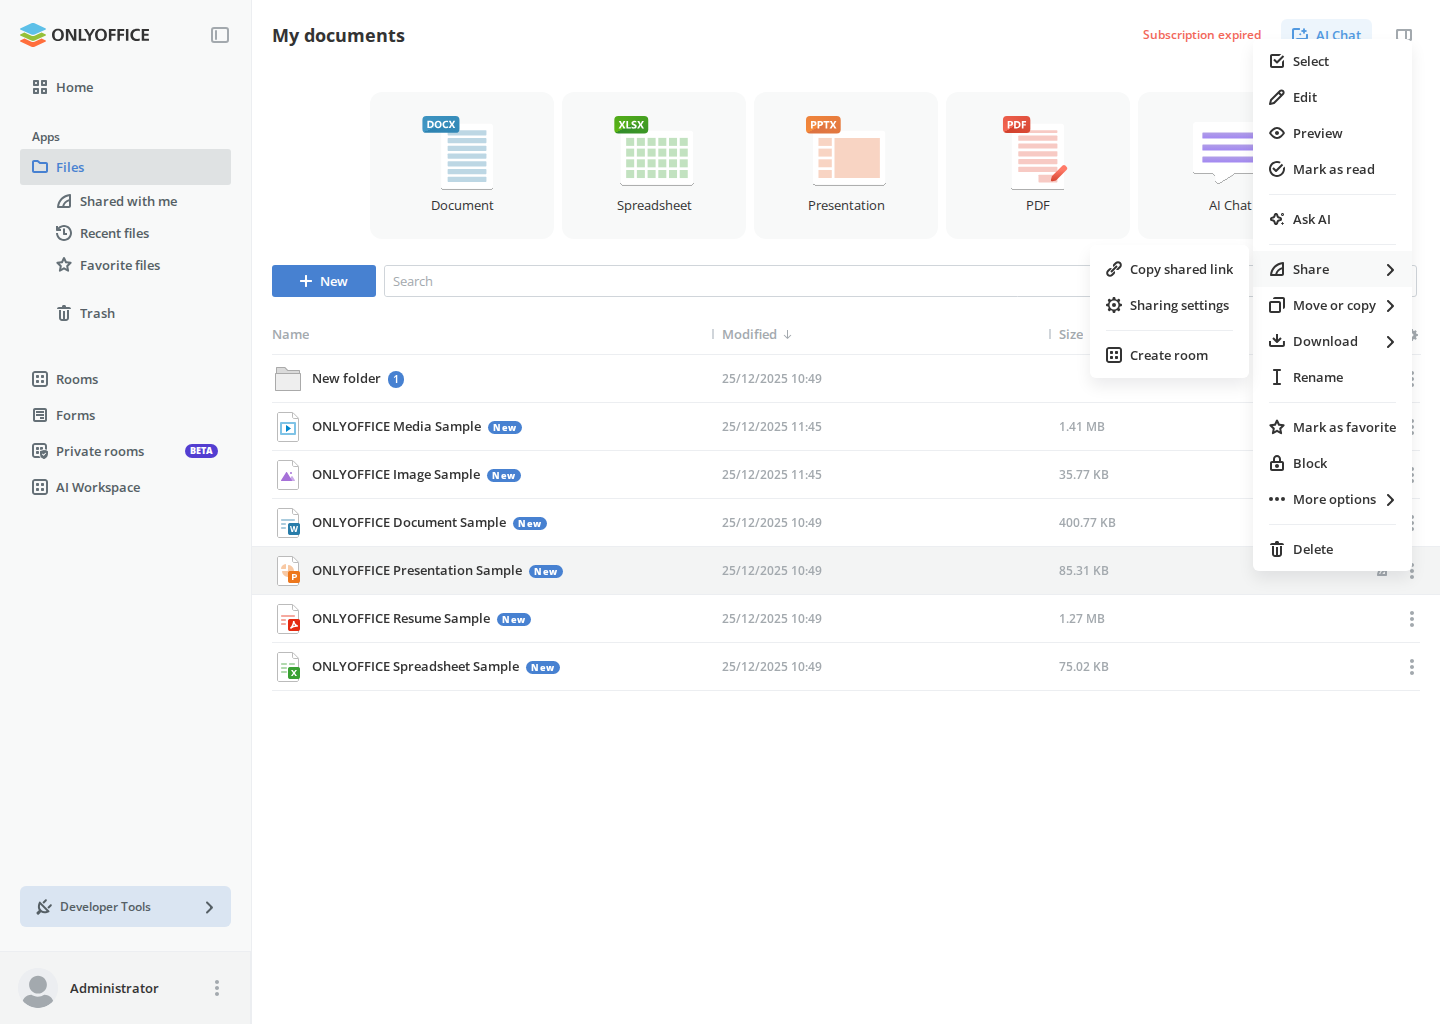 ONLYOFFICE
Home
Apps
Files
Shared with me
Recent files
Favorite files
Trash
Rooms
Forms
Private rooms
BETA
AI Workspace
Developer Tools
Administrator
My documents
Subscription expired
AI Chat
DOCX
Document
XLSX
Spreadsheet
PPTX
Presentation
PDF
PDF
AI Chat
New
Search
Name
Modified
Size
New folder 1 25/12/2025 10:49
ONLYOFFICE Media Sample New 25/12/2025 11:45 1.41 MB
ONLYOFFICE Image Sample New 25/12/2025 11:45 35.77 KB
W
ONLYOFFICE Document Sample New 25/12/2025 10:49 400.77 KB
P
ONLYOFFICE Presentation Sample New 25/12/2025 10:49 85.31 KB
ONLYOFFICE Resume Sample New 25/12/2025 10:49 1.27 MB
X
ONLYOFFICE Spreadsheet Sample New 25/12/2025 10:49 75.02 KB
Copy shared link
Sharing settings
Create room
Select
Edit
Preview
Mark as read
Ask AI
Share
Move or copy
Download
Rename
Mark as favorite
Block
More options
Delete